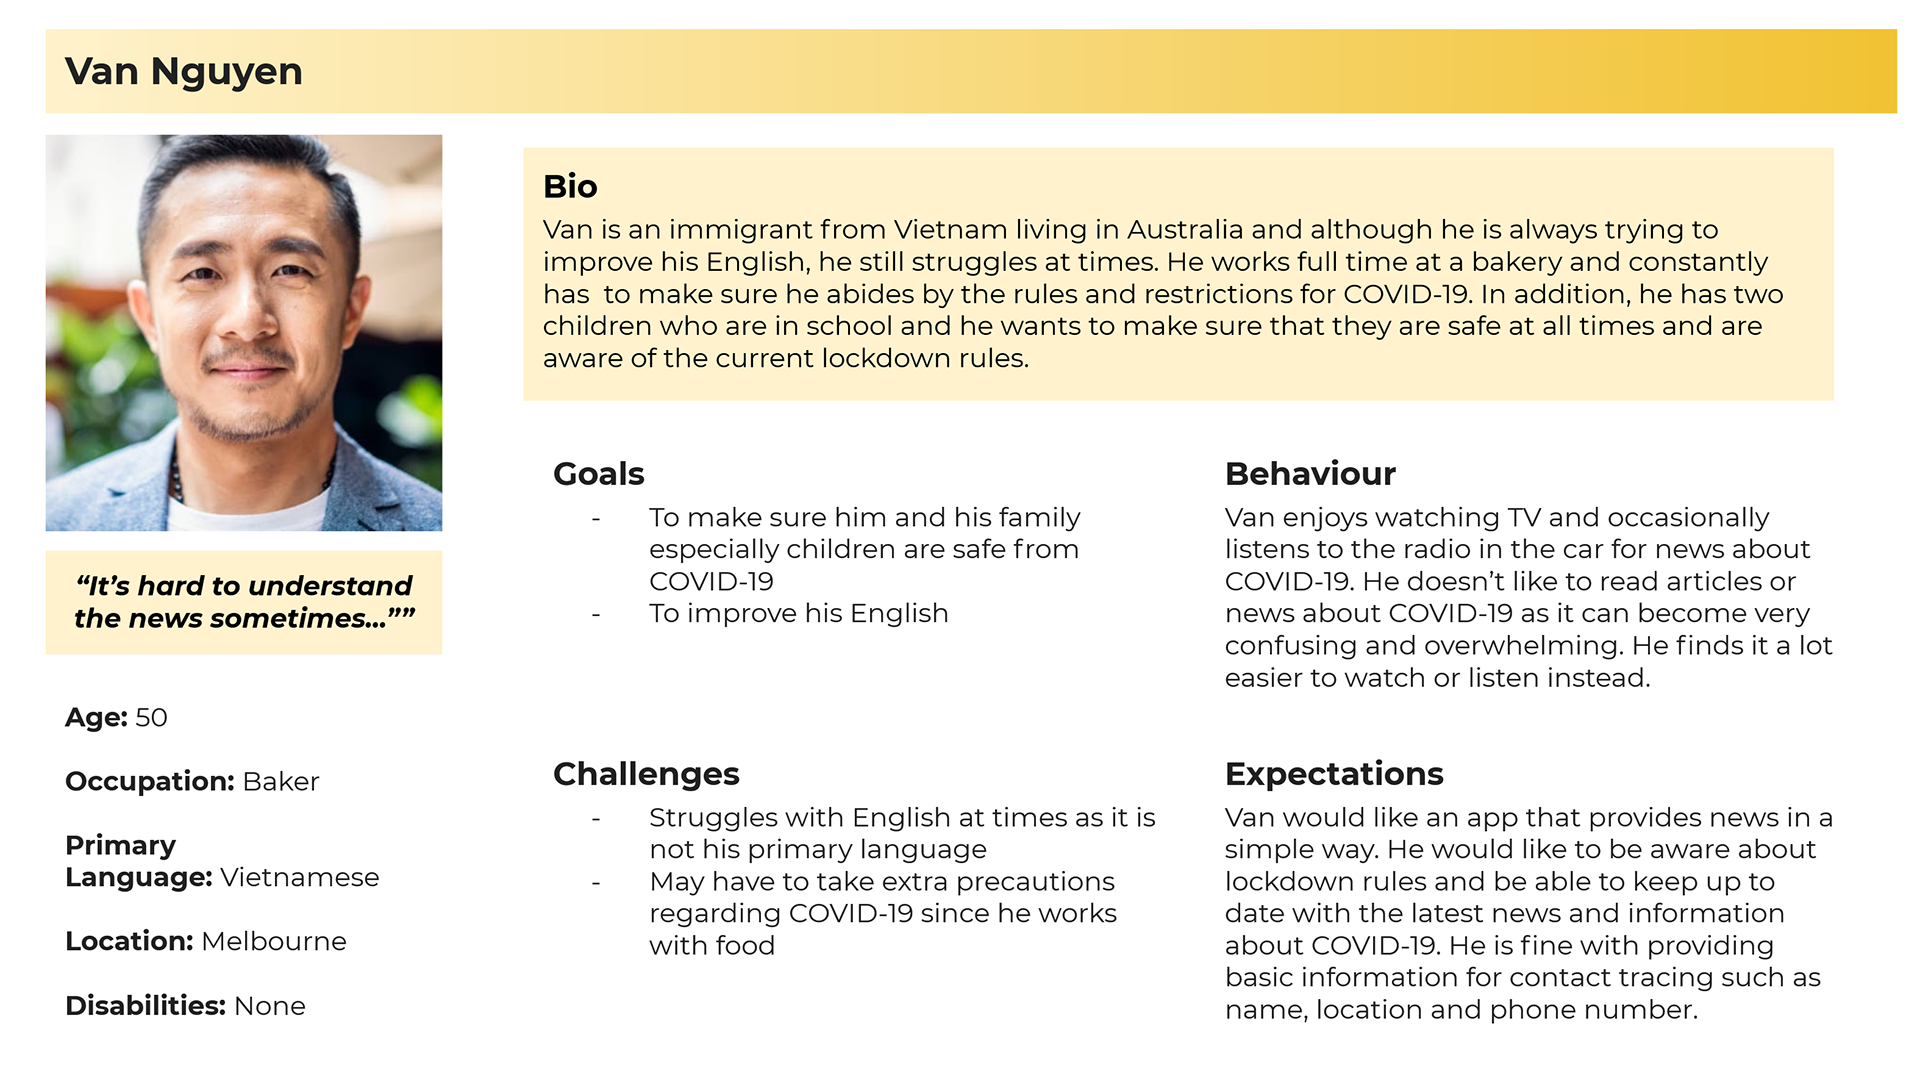 Van Nguyen
Bio
Van is an immigrant from Vietnam living in Australia and although he is always trying to
improve his English, he still struggles at times. He works full time at a bakery and constantly
has  to make sure he abides by the rules and restrictions for COVID-19. In addition, he has two
children who are in school and he wants to make sure that they are safe at all times and are
aware of the current lockdown rules.
“It’s hard to understand
the news sometimes...””
Age: 50
Occupation: Baker
Primary
Language: Vietnamese
Location: Melbourne
Disabilities: None
Goals
- To make sure him and his family
especially children are safe from
COVID-19
- To improve his English
Behaviour
Van enjoys watching TV and occasionally
listens to the radio in the car for news about
COVID-19. He doesn’t like to read articles or
news about COVID-19 as it can become very
confusing and overwhelming. He finds it a lot
easier to watch or listen instead.
Challenges
- Struggles with English at times as it is
not his primary language
- May have to take extra precautions
regarding COVID-19 since he works
with food
Expectations
Van would like an app that provides news in a
simple way. He would like to be aware about
lockdown rules and be able to keep up to
date with the latest news and information
about COVID-19. He is fine with providing
basic information for contact tracing such as
name, location and phone number.